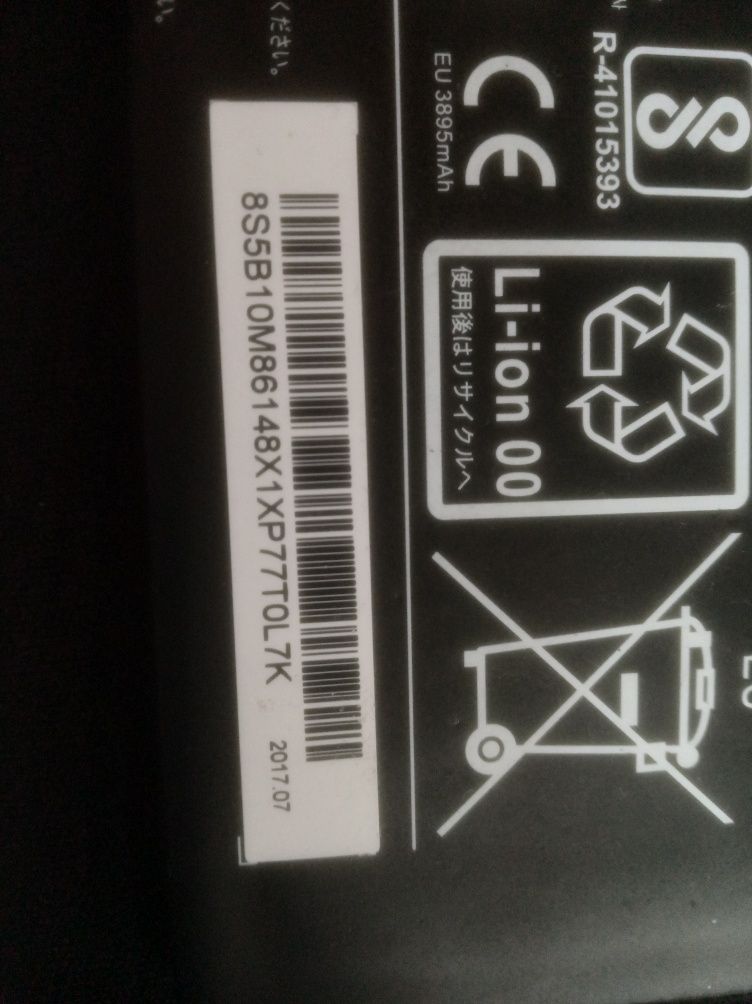 R-41015393
EU 3895mAh
Li-ion 00
使用後はリサイクルへ
ください。
い。
8S5B10M86148X1XP77T0L7K
2017.07